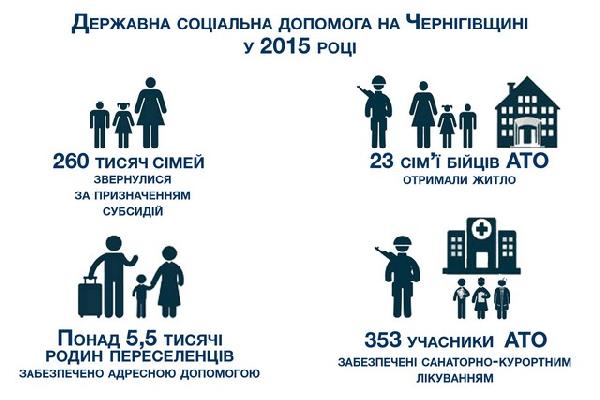 Державна соціальна допомога на Чернігівщині
у 2015 році
260 тисяч сімей
звернулися
за призначенням
субсидій
23 сім'ї бійців АТО
отримали житло
Понад 5,5 тисячі
родин переселенців
забезпечено адресною допомогою
353 учасники АТО
забезпечені санаторно-курортним
лікуванням